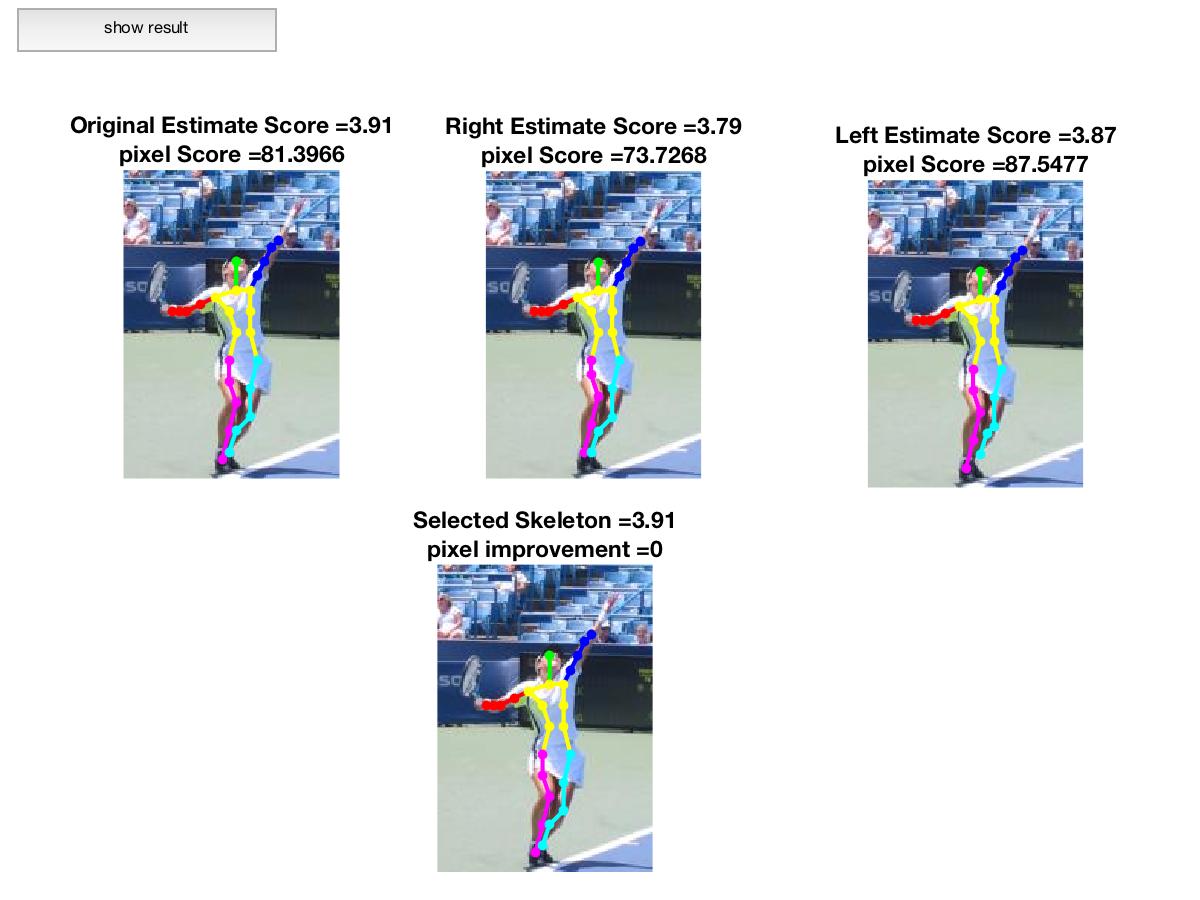 show result
Original Estimate Score =3.91
pixel Score =81.3966
Right Estimate Score =3.79
pixel Score =73.7268
Left Estimate Score =3.87
pixel Score =87.5477
Selected Skeleton =3.91
pixel improvement =0